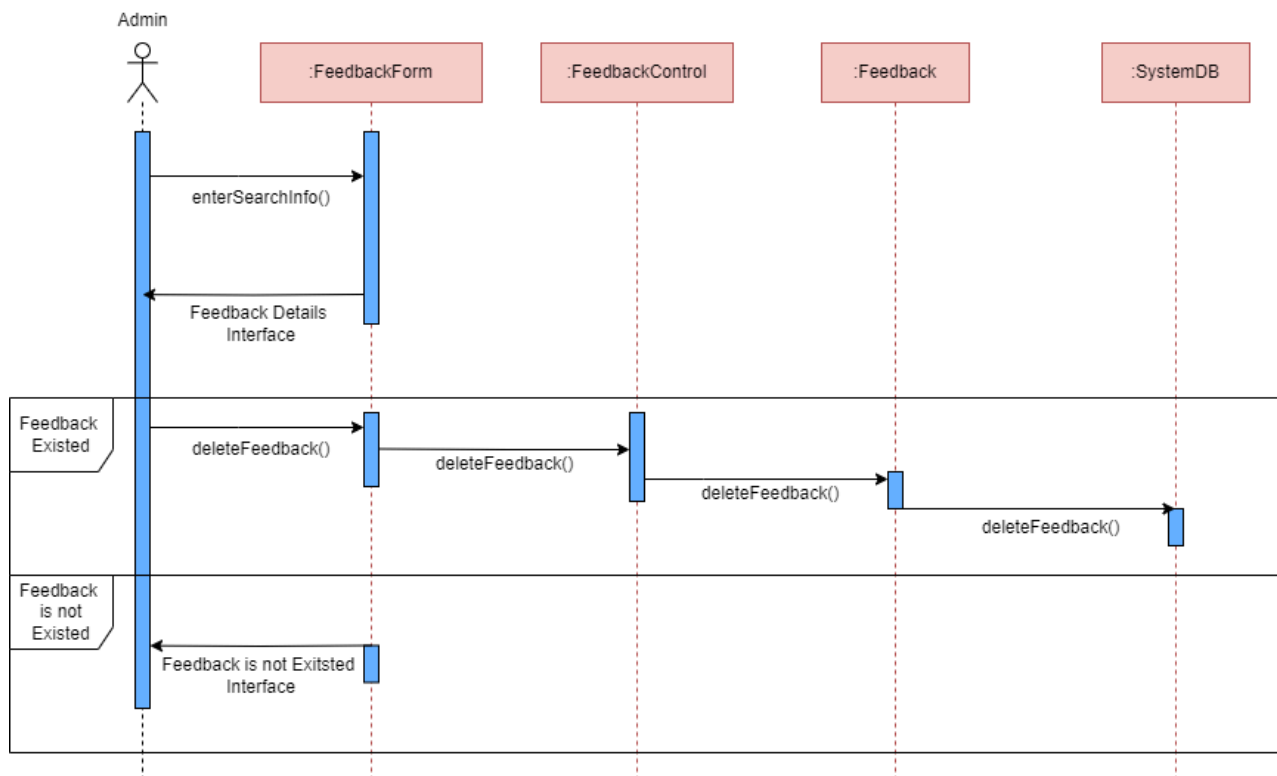 Admin
:FeedbackForm
:FeedbackControl
:Feedback
:SystemDB
enterSearchInfo()
Feedback Details
Interface
Feedback
Existed
deleteFeedback()
deleteFeedback()
deleteFeedback()
deleteFeedback()
Feedback
is not
Existed
Feedback is not Exitsted
Interface